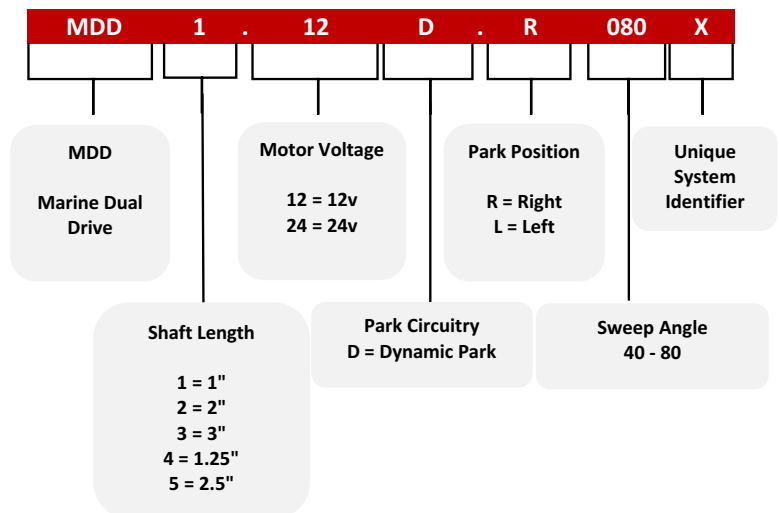 MDD 1 . 12 D . R 080 X
MDD
Marine Dual
Drive
Motor Voltage
12 = 12v
24 = 24v
Park Position
R = Right
L = Left
Unique
System
Identifier
Shaft Length
1 = 1"
2 = 2"
3 = 3"
4 = 1.25"
5 = 2.5"
Park Circuitry
D = Dynamic Park
Sweep Angle
40 - 80